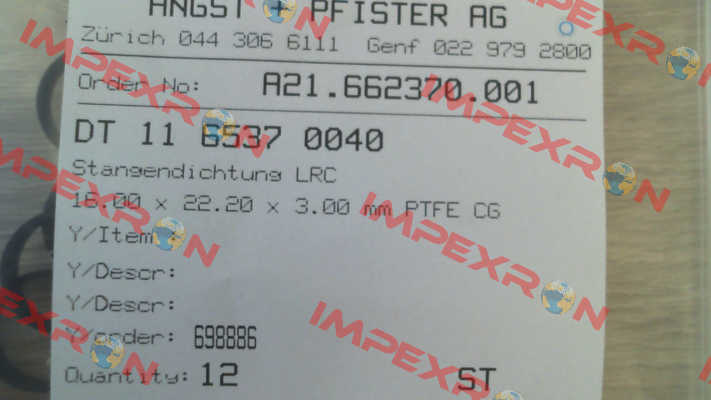 ANGST + PFISTER AG
Zürich 044 306 6111 Genf 022 979 2800
Order No: A21.662370.001
DT 11 6537 0040
Stangendichtung LRC
16.00 x 22.20 x 3.00 mm PTFE CG
Y/Item
Y/Descr:
Y/Descr:
Y/order: 698886
Quantity: 12 ST
IMPEXRON
IMPEXRON
IMPEXRON
IMPEXRON
IMPEXRON
IMPEXRON
IMPEXRON